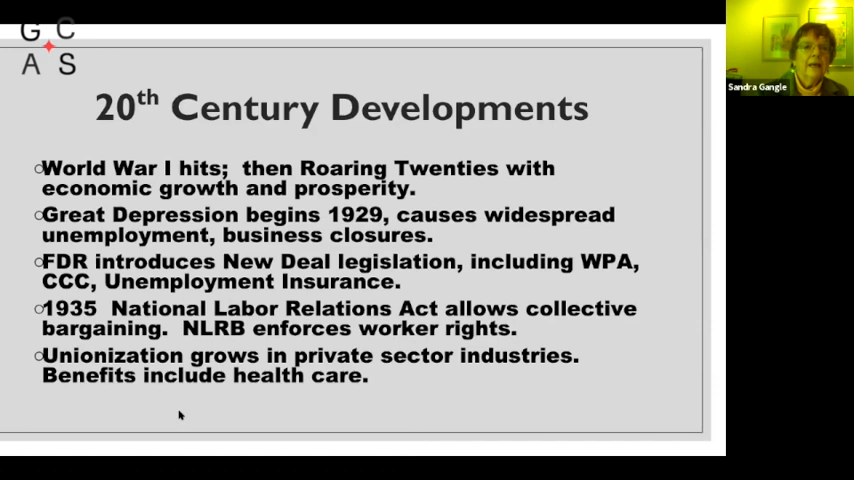 G C
A S
Sandra Gangle
20th Century Developments
World War I hits; then Roaring Twenties with
economic growth and prosperity.
Great Depression begins 1929, causes widespread
unemployment, business closures.
FDR introduces New Deal legislation, including WPA,
CCC, Unemployment Insurance.
1935 National Labor Relations Act allows collective
bargaining. NLRB enforces worker rights.
Unionization grows in private sector industries.
Benefits include health care.